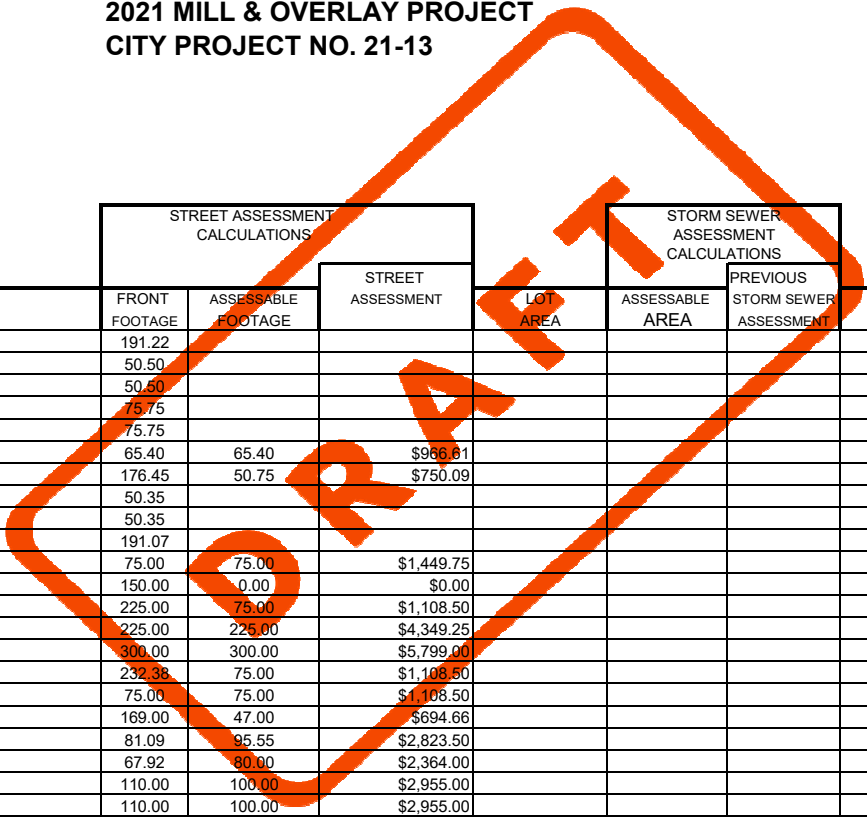 2021 MILL & OVERLAY PROJECT
CITY PROJECT NO. 21-13
STREET ASSESSMENT
CALCULATIONS
STORM SEWER
ASSESSMENT
CALCULATIONS
STREET
PREVIOUS
FRONT ASSESSABLE ASSESSMENT LOT ASSESSABLE STORM SEWER
FOOTAGE FOOTAGE AREA AREA ASSESSMENT
191.22
50.50
50.50
75.75
75.75
65.40 65.40 $966.61
176.45 50.75 $750.09
50.35
50.35
191.07
75.00 75.00 $1,449.75
150.00 0.00 $0.00
225.00 75.00 $1,108.50
225.00 225.00 $4,349.25
300.00 300.00 $5,799.00
232.38 75.00 $1,108.50
75.00 75.00 $1,108.50
169.00 47.00 $694.66
81.09 95.55 $2,823.50
67.92 80.00 $2,364.00
110.00 100.00 $2,955.00
110.00 100.00 $2,955.00
DRAFT